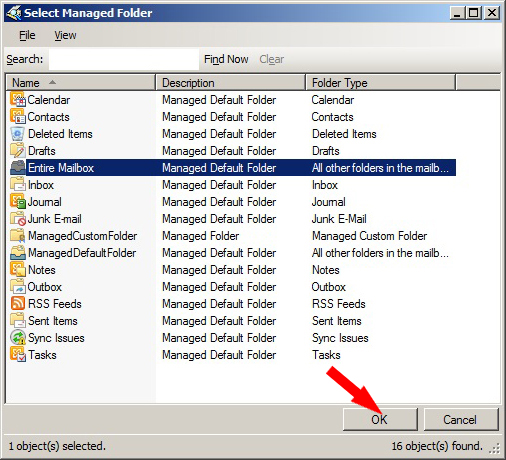 Select Managed Folder
File View
Search: Find Now Clear
Name Description Folder Type
Calendar Managed Default Folder Calendar
Contacts Managed Default Folder Contacts
Deleted Items Managed Default Folder Deleted Items
Drafts Managed Default Folder Drafts
Entire Mailbox Managed Default Folder All other folders in the mailb...
Inbox Managed Default Folder Inbox
Journal Managed Default Folder Journal
Junk E-mail Managed Default Folder Junk E-mail
ManagedCustomFolder Managed Folder Managed Custom Folder
ManagedDefaultFolder Managed Default Folder All other folders in the mailb...
Notes Managed Default Folder Notes
Outbox Managed Default Folder Outbox
RSS Feeds Managed Default Folder RSS Feeds
Sent Items Managed Default Folder Sent Items
Sync Issues Managed Default Folder Sync Issues
Tasks Managed Default Folder Tasks
OK Cancel
1 object(s) selected. 16 object(s) found.